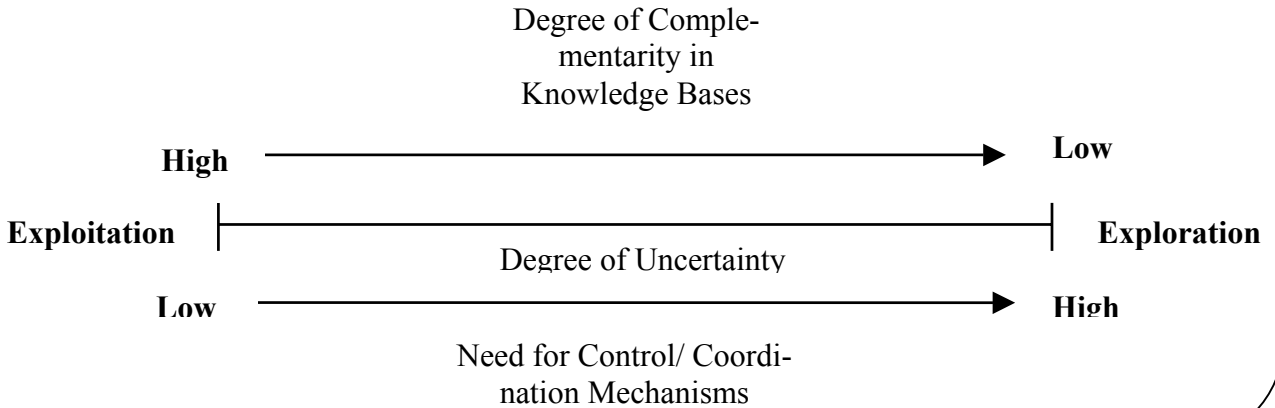 Degree of Comple-
mentarity in
Knowledge Bases
High Low
Exploitation Exploration
Degree of Uncertainty
Low High
Need for Control/ Coordi-
nation Mechanisms